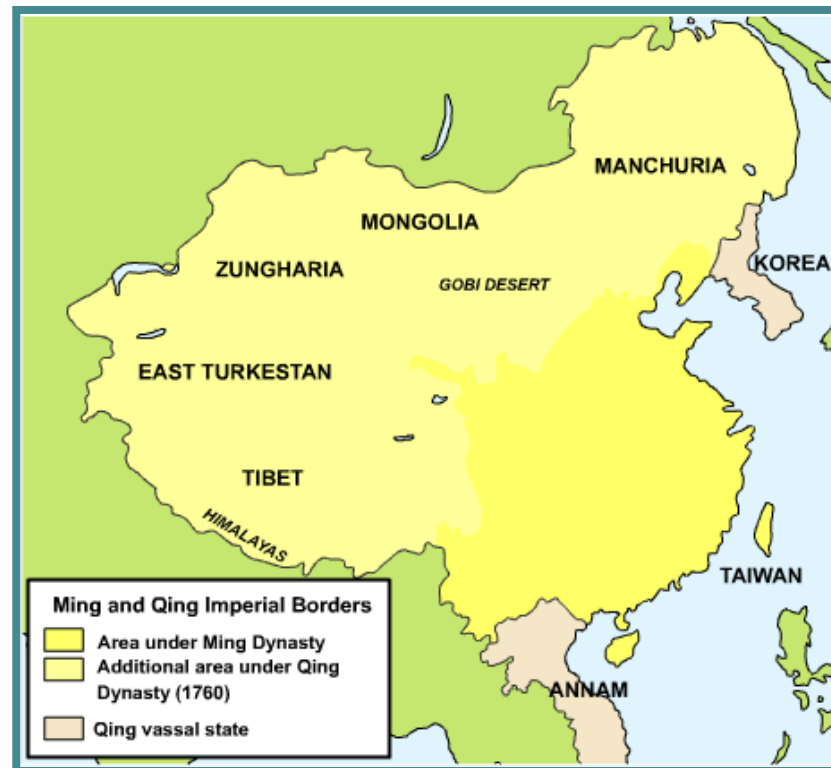 MANCHURIA
MONGOLIA
KOREA
ZUNGHARIA
GOBI DESERT
EAST TURKESTAN
TIBET
HIMALAYAS
TAIWAN
Ming and Qing Imperial Borders
Area under Ming Dynasty
Additional area under Qing
Dynasty (1760)
Qing vassal state
ANNAM